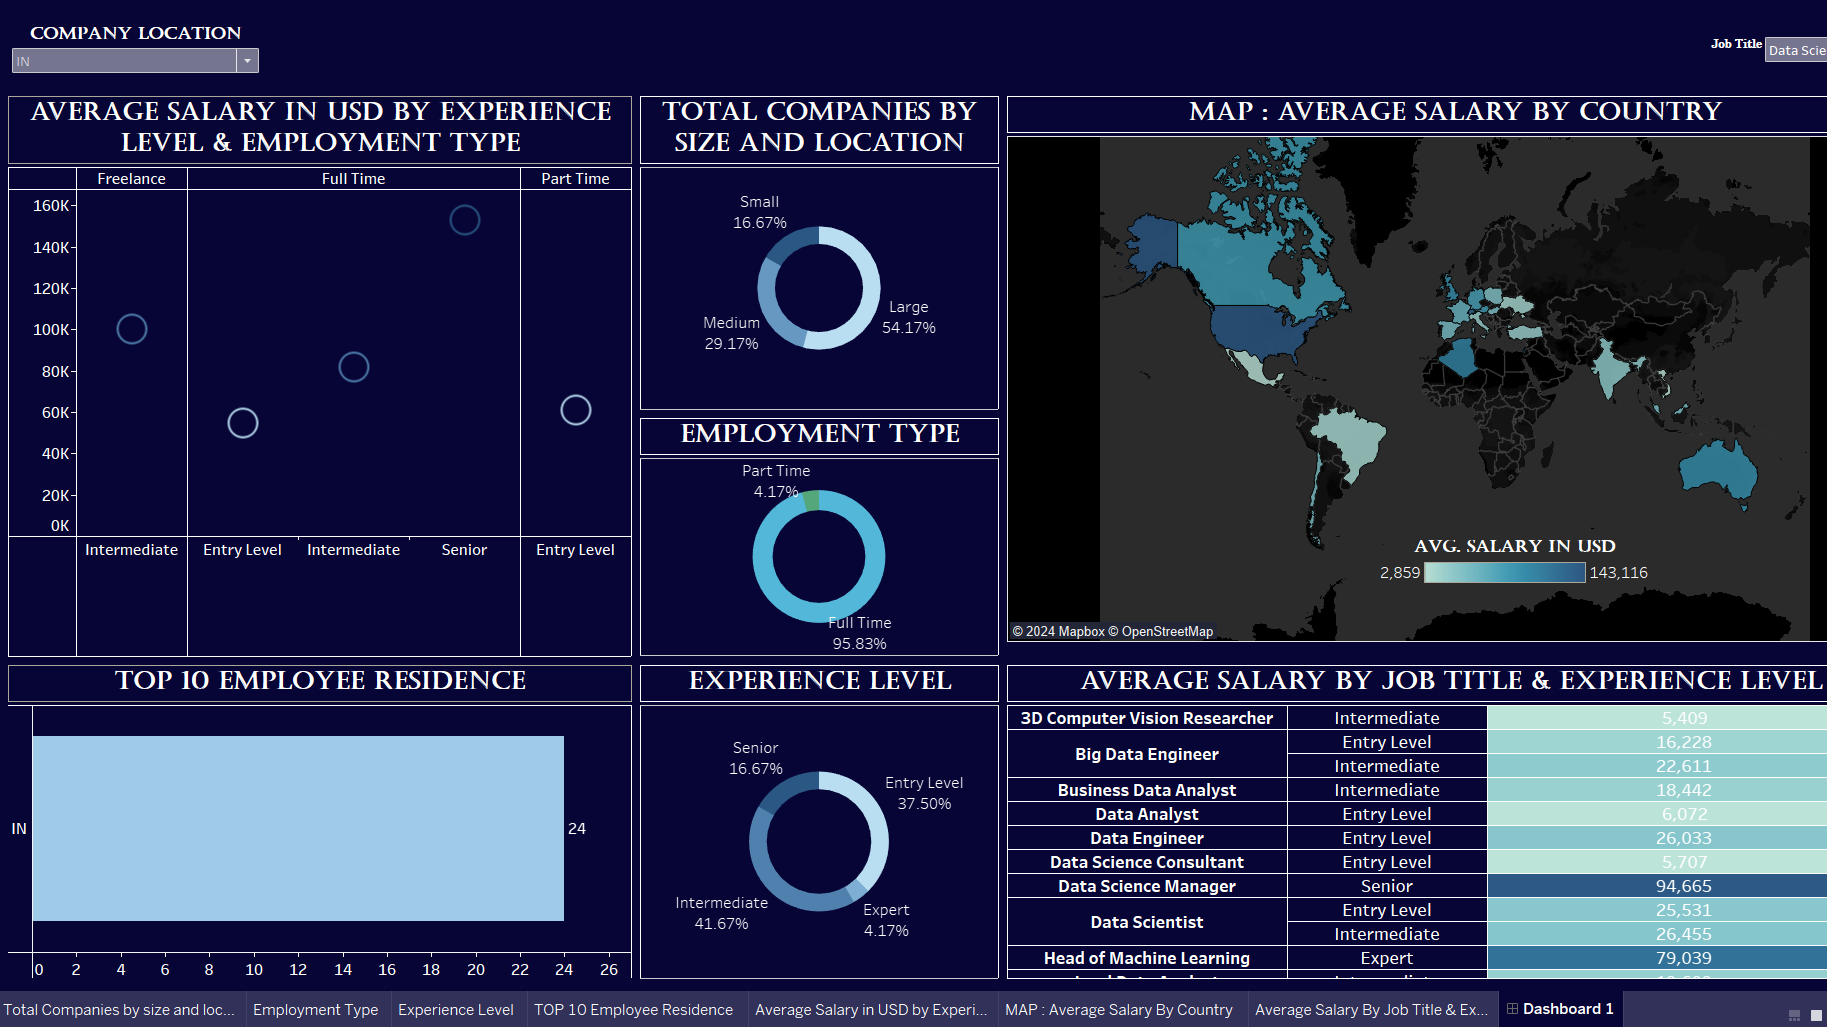 COMPANY LOCATION
IN
Job Title
Data Scie
AVERAGE SALARY IN USD BY EXPERIENCE
LEVEL & EMPLOYMENT TYPE
Freelance
Full Time
Part Time
160K
140K
120K
100K
80K
60K
40K
20K
0K
Intermediate
Entry Level
Intermediate
Senior
Entry Level
TOTAL COMPANIES BY
SIZE AND LOCATION
Small
16.67%
Large
54.17%
Medium
29.17%
EMPLOYMENT TYPE
Part Time
4.17%
Full Time
95.83%
MAP : AVERAGE SALARY BY COUNTRY
AVG. SALARY IN USD
2,859
143,116
© 2024 Mapbox © OpenStreetMap
TOP 10 EMPLOYEE RESIDENCE
IN
24
0 2 4 6 8 10 12 14 16 18 20 22 24 26
EXPERIENCE LEVEL
Senior
16.67%
Entry Level
37.50%
Intermediate
41.67%
Expert
4.17%
AVERAGE SALARY BY JOB TITLE & EXPERIENCE LEVEL
3D Computer Vision Researcher Intermediate 5,409
Big Data Engineer Entry Level 16,228
Intermediate 22,611
Business Data Analyst Intermediate 18,442
Data Analyst Entry Level 6,072
Data Engineer Entry Level 26,033
Data Science Consultant Entry Level 5,707
Data Science Manager Senior 94,665
Data Scientist Entry Level 25,531
Intermediate 26,455
Head of Machine Learning Expert 79,039
Total Companies by size and loc...
Employment Type
Experience Level
TOP 10 Employee Residence
Average Salary in USD by Experi...
MAP : Average Salary By Country
Average Salary By Job Title & Ex...
Dashboard 1